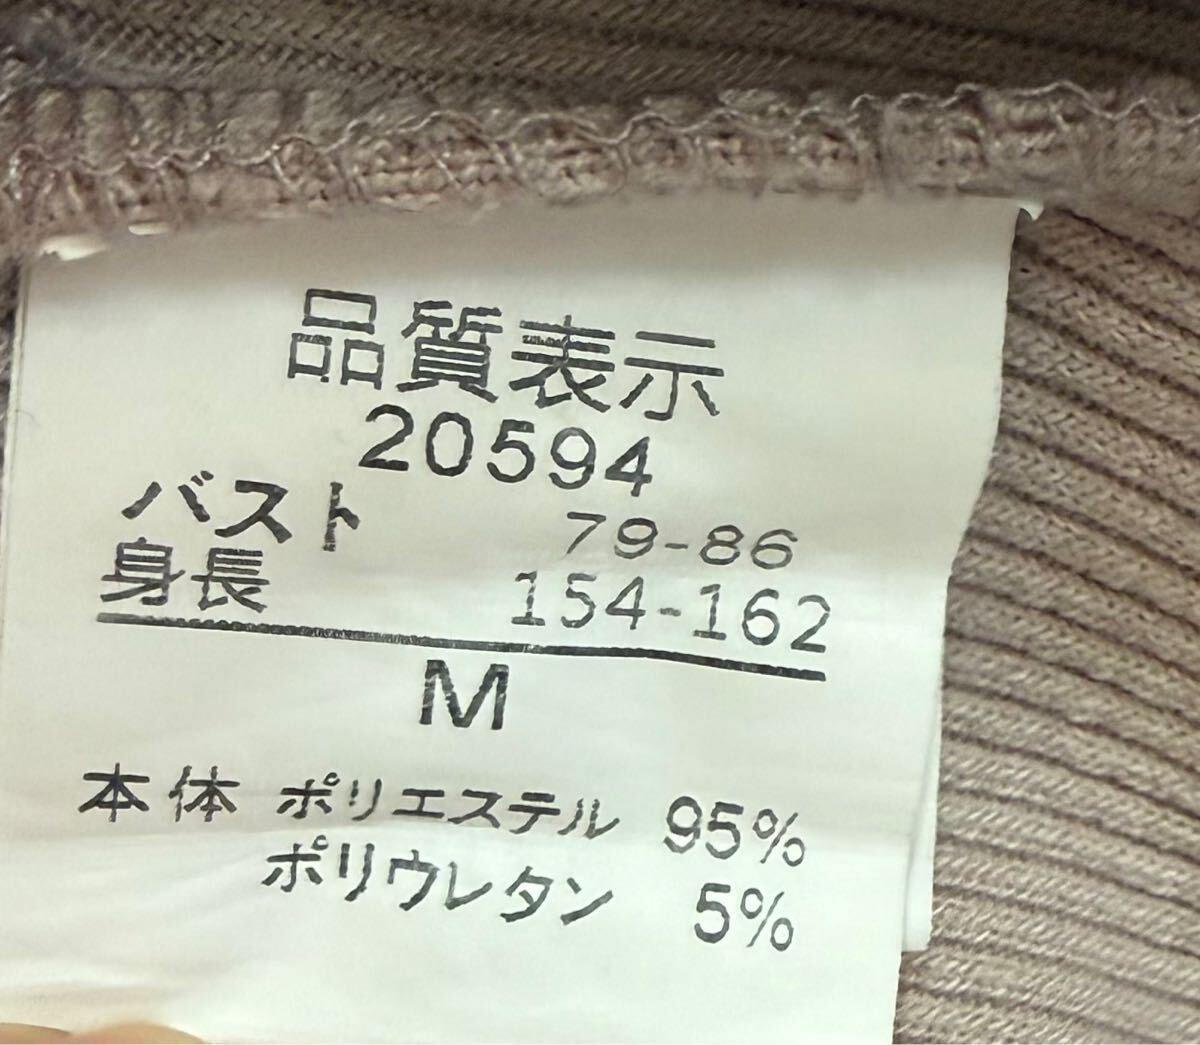 品質表示
20594
バスト 79-86
身長 154-162
M
本体 ポリエステル 95%
ポリウレタン 5%